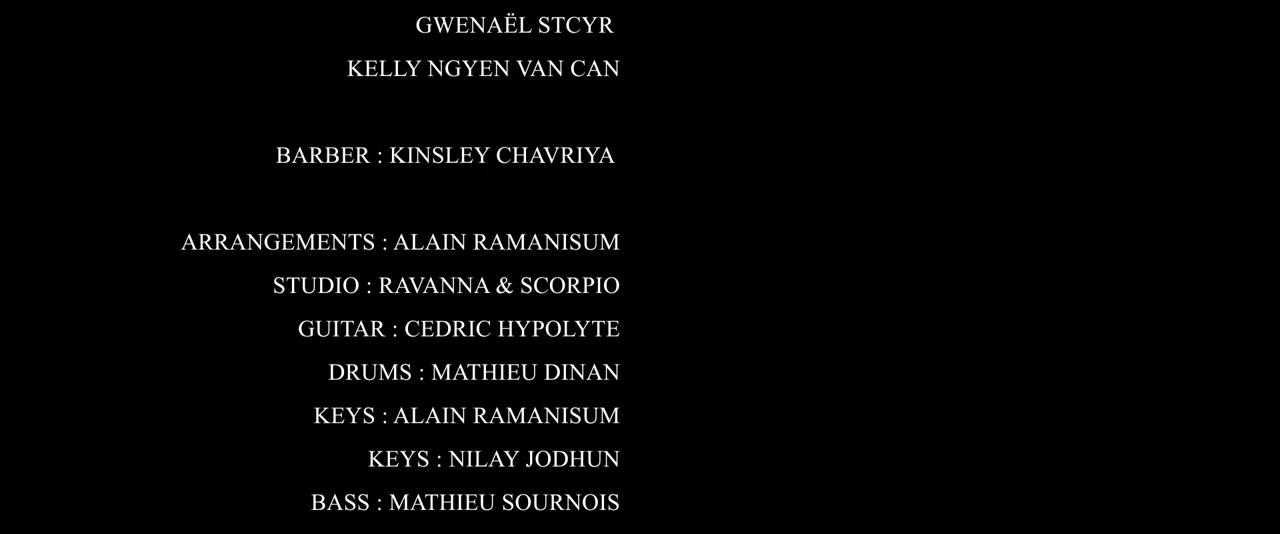 GWENAËL STCYR
KELLY NGYEN VAN CAN
BARBER : KINSLEY CHAVRIYA
ARRANGEMENTS : ALAIN RAMANISUM
STUDIO : RAVANNA & SCORPIO
GUITAR : CEDRIC HYPOLYTE
DRUMS : MATHIEU DINAN
KEYS : ALAIN RAMANISUM
KEYS : NILAY JODHUN
BASS : MATHIEU SOURNOIS